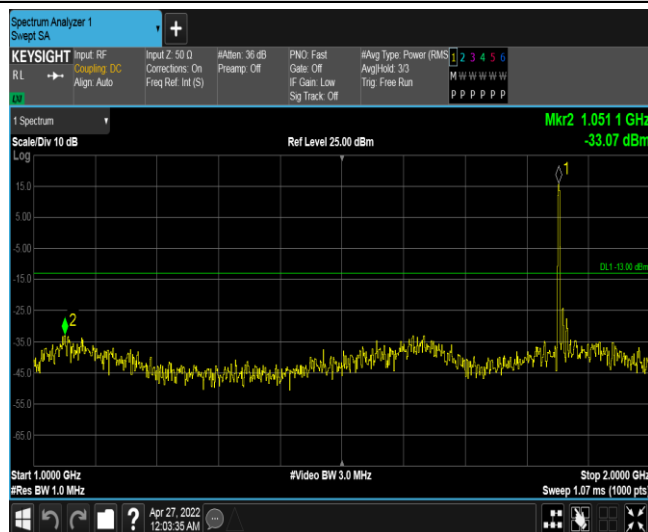 Spectrum Analyzer 1
Swept SA
+
KEYSIGHT Input: RF Input Z: 50 Ω #Atten: 36 dB PNO: Fast #Avg Type: Power (RMS 1 2 3 4 5 6
RL Coupling: DC Corrections: On Preamp: Off Gate: Off Avg|Hold: 3/3 M W W W W W
Align: Auto Freq Ref: Int (S) IF Gain: Low Trig: Free Run
Sig Track: Off P P P P P P
1 Spectrum Mkr2 1.051 1 GHz
Scale/Div 10 dB Ref Level 25.00 dBm -33.07 dBm
Log
1
15.0
5.00
-5.00
DL1 -13.00 dBm
-15.0
-25.0
2
-35.0
-45.0
-55.0
-65.0
Start 1.0000 GHz #Video BW 3.0 MHz Stop 2.0000 GHz
#Res BW 1.0 MHz Sweep 1.07 ms (1000 pts)
? Apr 27, 2022
12:03:35 AM